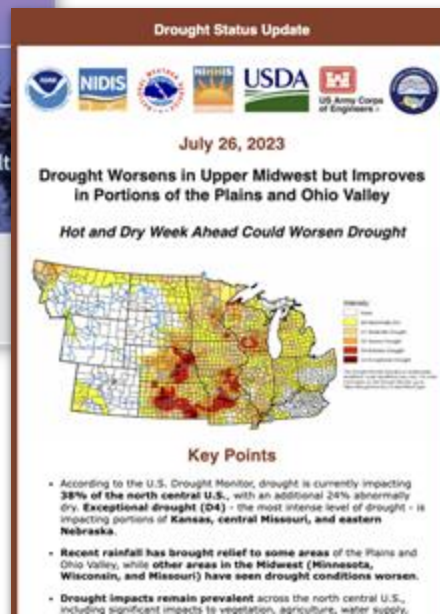 Drought Status Update
NIDIS
NIHHIS
USDA
US Army Corps
of Engineers
July 26, 2023
Drought Worsens in Upper Midwest but Improves
in Portions of the Plains and Ohio Valley
Hot and Dry Week Ahead Could Worsen Drought
Intensity
Key Points
• According to the U.S. Drought Monitor, drought is currently impacting
38% of the north central U.S., with an additional 24% abnormally
dry. Exceptional drought (D4) - the most intense level of drought - is
impacting portions of Kansas, central Missouri, and eastern
Nebraska.
• Recent rainfall has brought relief to some areas of the Plains and
Ohio Valley, while other areas in the Midwest (Minnesota,
Wisconsin, and Missouri) have seen drought conditions worsen.
• Drought impacts remain prevalent across the north central U.S.,
including significant impacts to vegetation, agriculture, water supply,